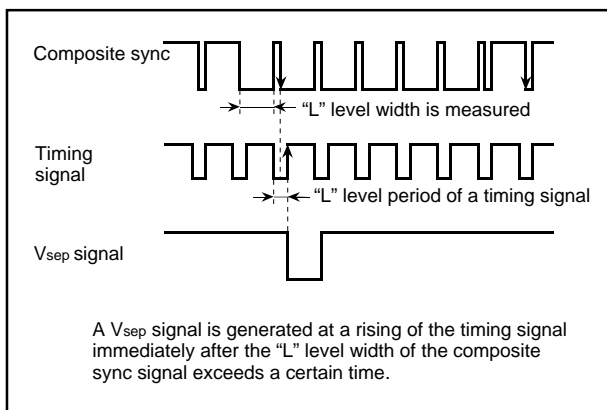 Composite sync
“L” level width is measured
Timing
signal
“L” level period of a timing signal
Vsep signal
A Vsep signal is generated at a rising of the timing signal
immediately after the “L” level width of the composite
sync signal exceeds a certain time.